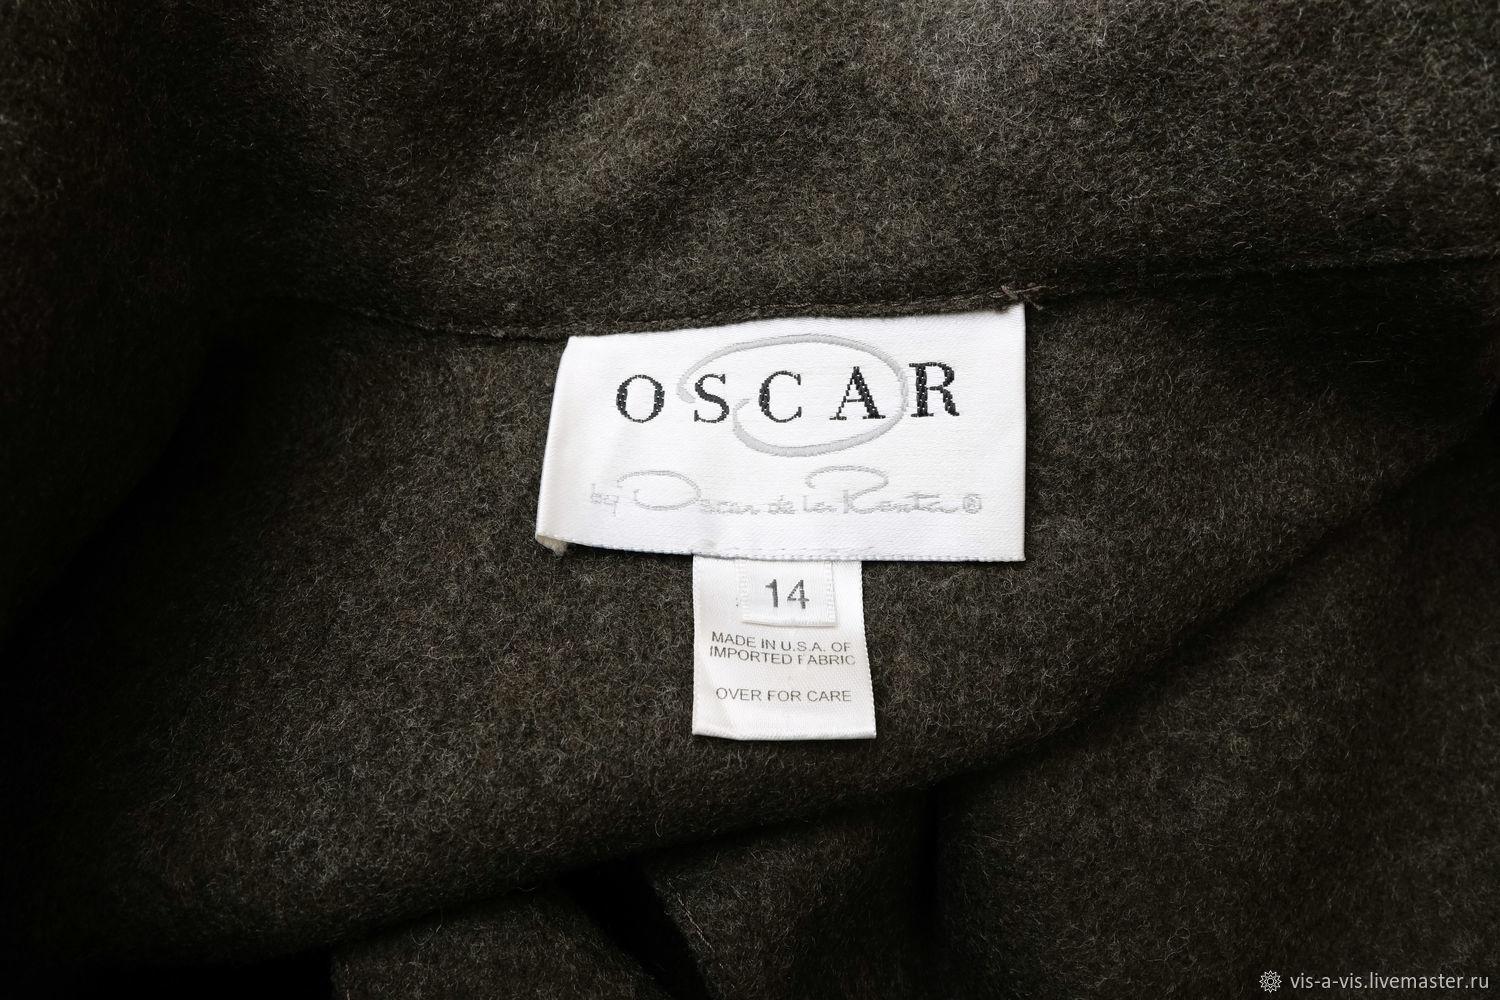 OSCAR
by Oscar de la Renta®
14
MADE IN U.S.A. OF
IMPORTED FABRIC
OVER FOR CARE
vis-a-vis.livemaster.ru